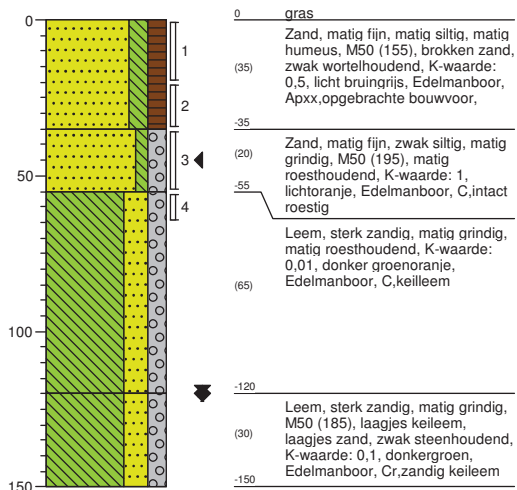 0
50
100
150
1
2
3
4
0 gras
(35)
Zand, matig fijn, matig siltig, matig
humeus, M50 (155), brokken zand,
zwak wortelhoudend, K-waarde:
0,5, licht bruingrijs, Edelmanboor,
Apxx,opgebrachte bouwvoor,
-35
(20)
Zand, matig fijn, zwak siltig, matig
grindig, M50 (195), matig
roesthoudend, K-waarde: 1,
lichtoranje, Edelmanboor, C,intact
roestig
-55
(65)
Leem, sterk zandig, matig grindig,
matig roesthoudend, K-waarde:
0,01, donker groenoranje,
Edelmanboor, C,keilleem
-120
(30)
Leem, sterk zandig, matig grindig,
M50 (185), laagjes keileem,
laagjes zand, zwak steenhoudend,
K-waarde: 0,1, donkergroen,
Edelmanboor, Cr,zandig keileem
-150